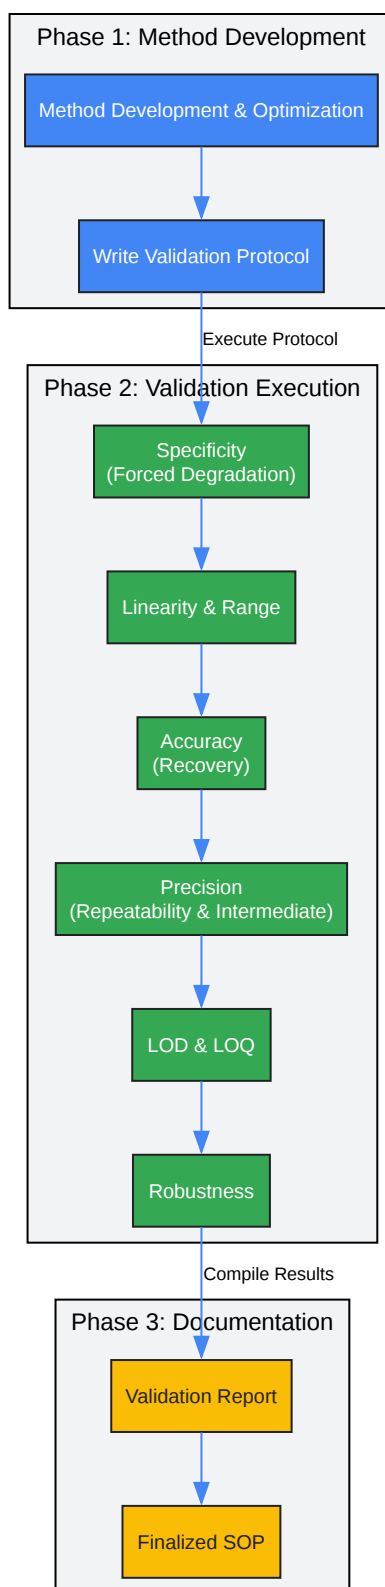 Phase 1: Method Development
Method Development & Optimization
Write Validation Protocol
Execute Protocol
Phase 2: Validation Execution
Specificity
(Forced Degradation)
Linearity & Range
Accuracy
(Recovery)
Precision
(Repeatability & Intermediate)
LOD & LOQ
Robustness
Compile Results
Phase 3: Documentation
Validation Report
Finalized SOP